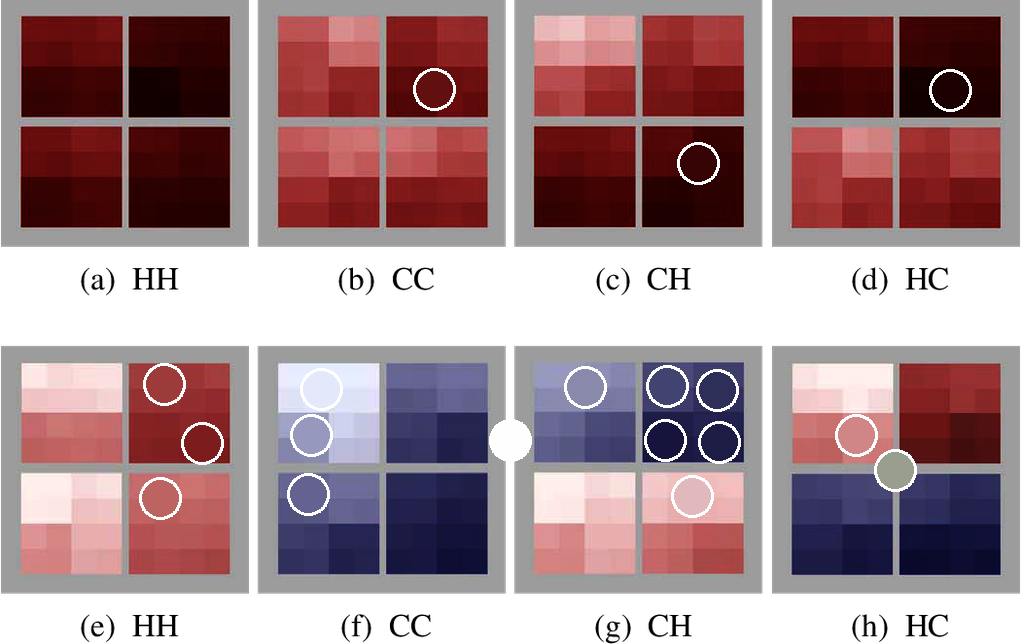 (a) HH
(b) CC
(c) CH
(d) HC
(e) HH
(f) CC
(g) CH
(h) HC